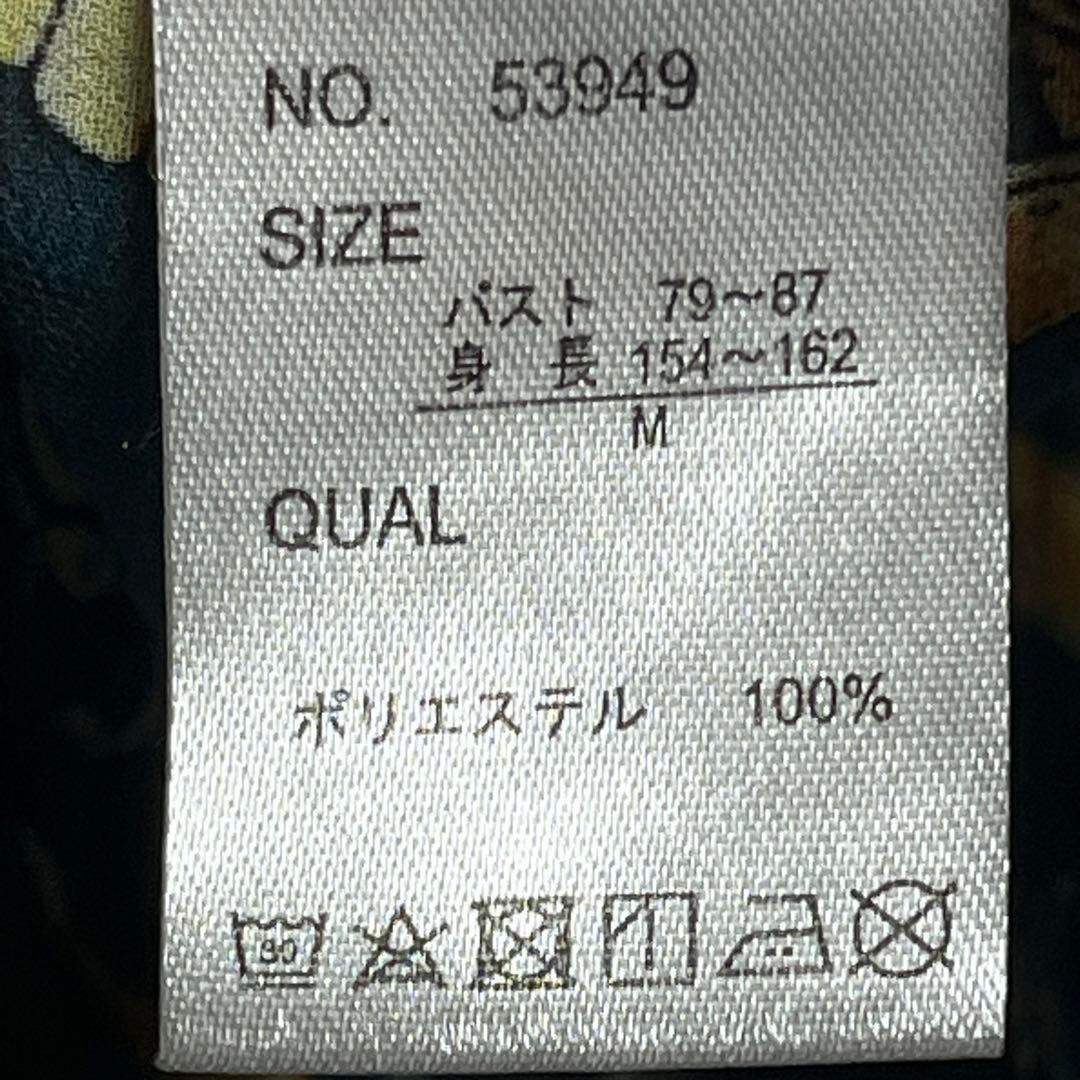 NO. 53949
SIZE
バスト 79~87
身 長 154~162
M
QUAL
ポリエステル 100%